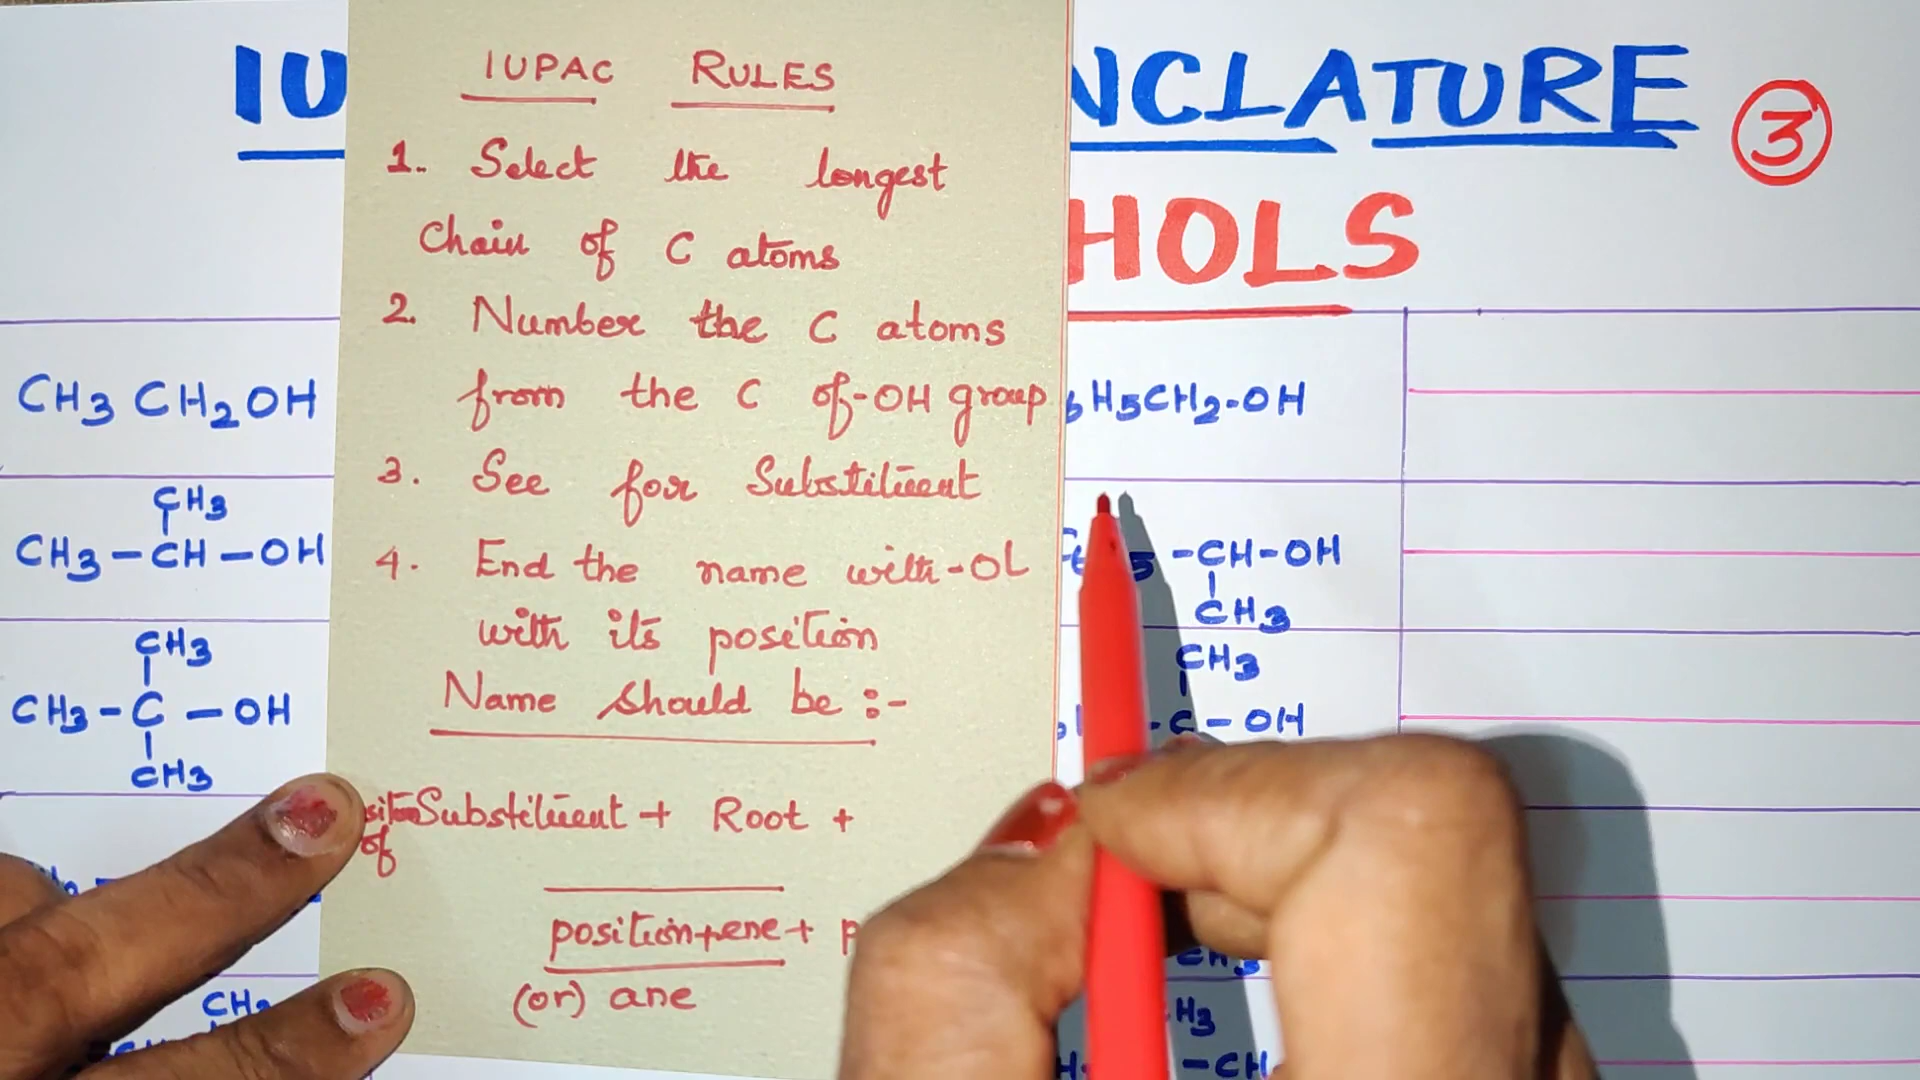 IUPAC RULES
1. Select the longest
Chain of C atoms
2. Number the C atoms
from the C of -OH group
3. See for Substituent
4. End the name with -OL
with its position
Name should be :-
Substituent + Root +
of
position + ene +
(or) ane
NCLATURE 3
HOLS
CH3 CH2OH
CH3
CH3 - CH - OH
CH3
CH3 - C - OH
CH3
H5CH2-OH
-CH-OH
CH3
CH3
-C-OH